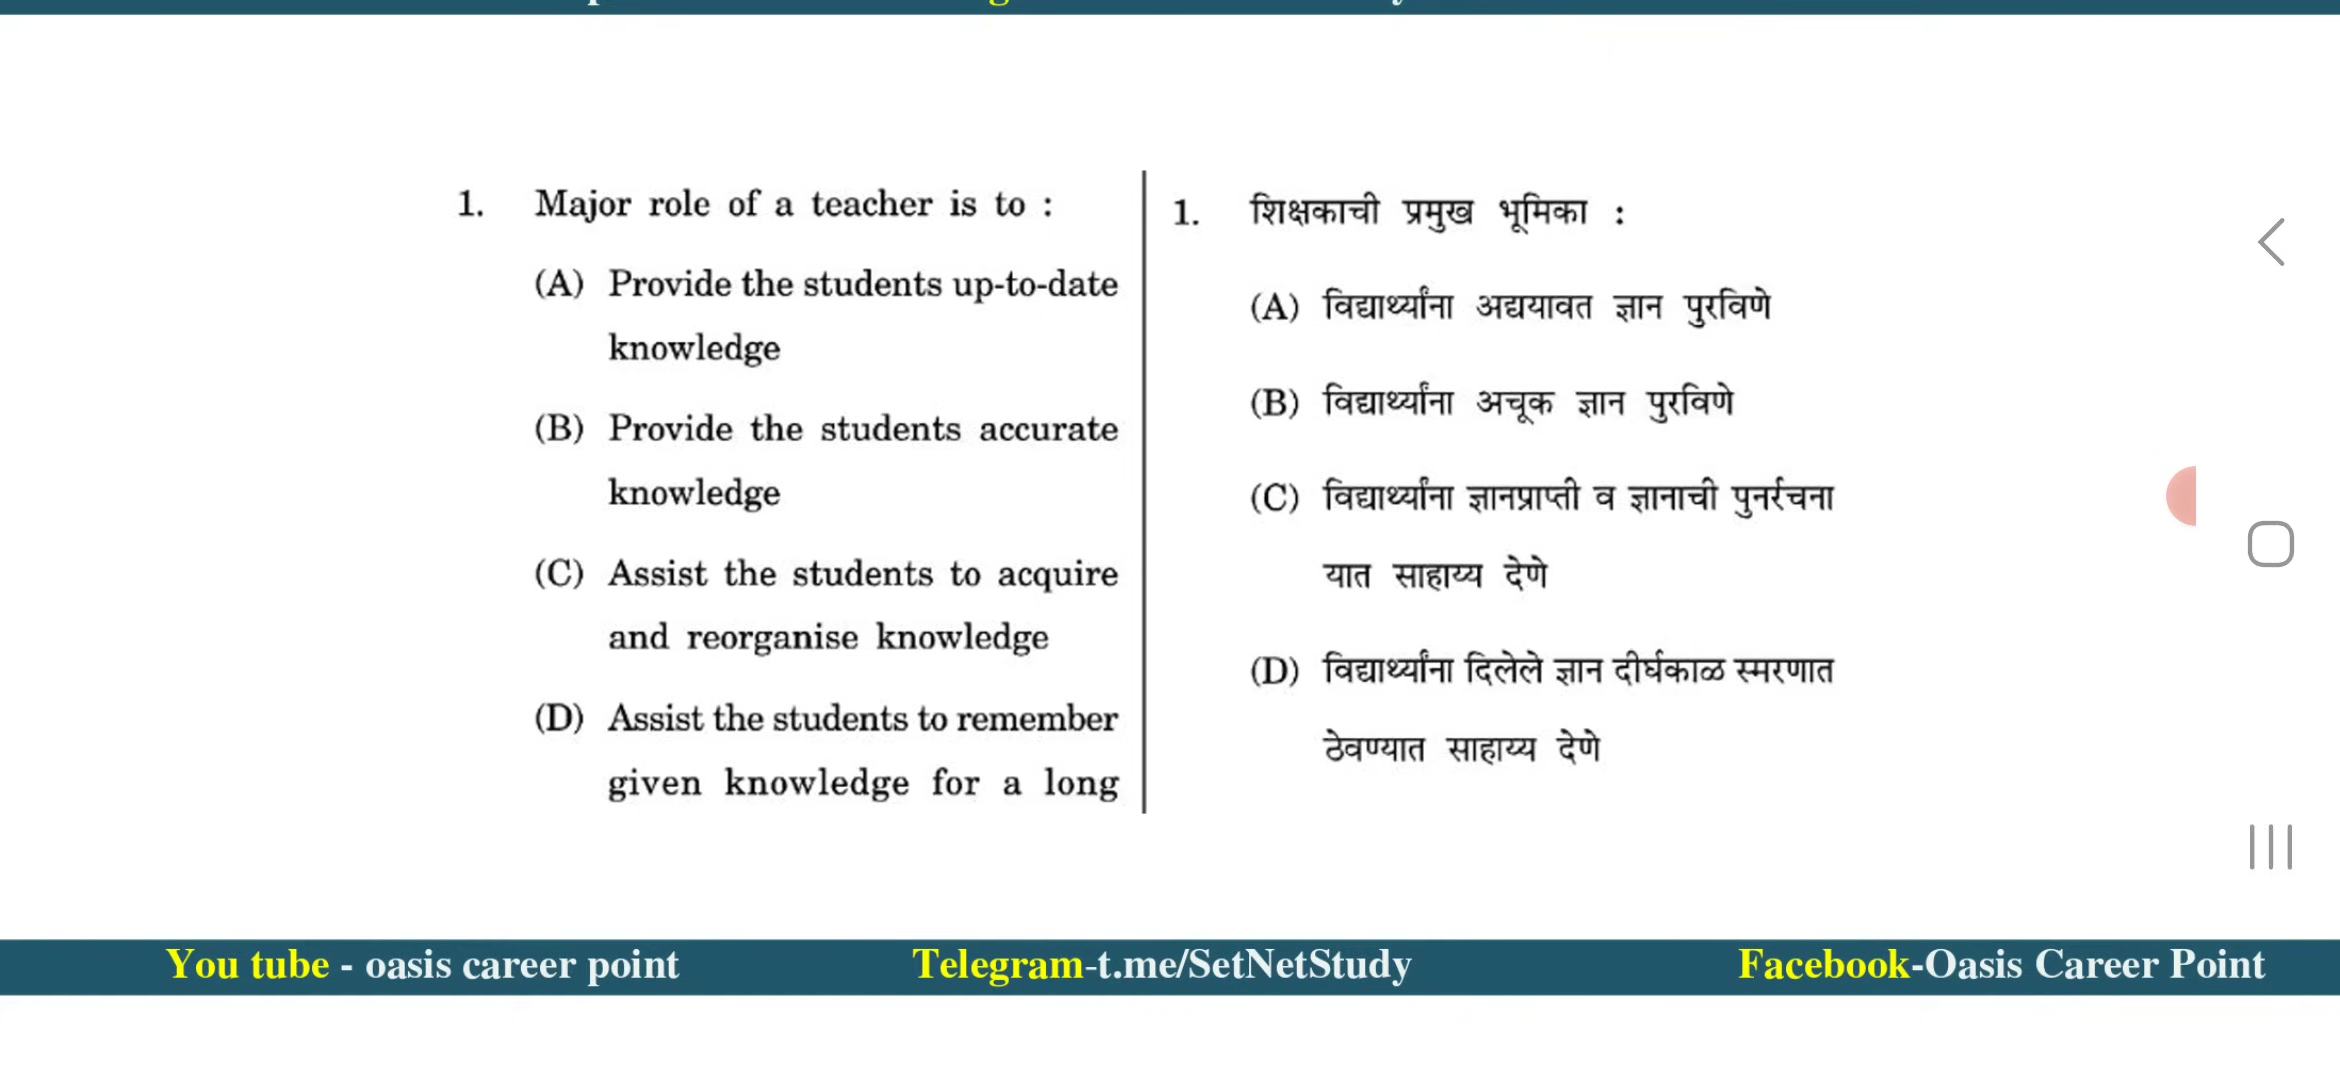 1. Major role of a teacher is to :
(A) Provide the students up-to-date
knowledge
(B) Provide the students accurate
knowledge
(C) Assist the students to acquire
and reorganise knowledge
(D) Assist the students to remember
given knowledge for a long
1. शिक्षकाची प्रमुख भूमिका :
(A) विद्यार्थ्यांना अद्ययावत ज्ञान पुरविणे
(B) विद्यार्थ्यांना अचूक ज्ञान पुरविणे
(C) विद्यार्थ्यांना ज्ञानप्राप्ती व ज्ञानाची पुनर्रचना
यात साहाय्य देणे
(D) विद्यार्थ्यांना दिलेले ज्ञान दीर्घकाळ स्मरणात
ठेवण्यात साहाय्य देणे
You tube - oasis career point Telegram-t.me/SetNetStudy Facebook-Oasis Career Point